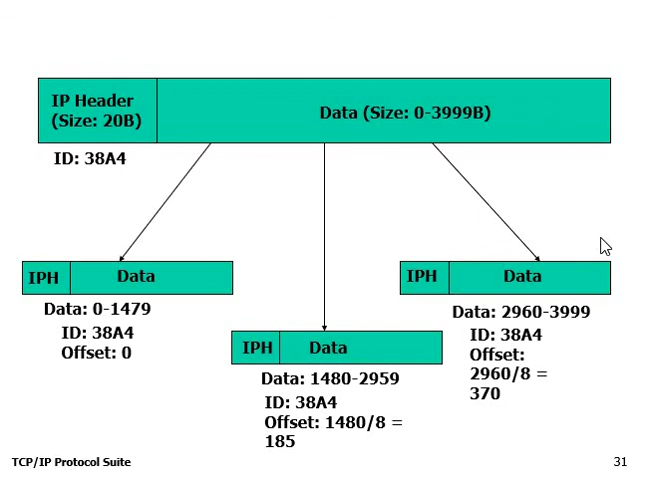 IP Header
(Size: 20B)
Data (Size: 0-3999B)
ID: 38A4
IPH
Data
Data: 0-1479
ID: 38A4
Offset: 0
IPH
Data
Data: 1480-2959
ID: 38A4
Offset: 1480/8 =
185
IPH
Data
Data: 2960-3999
ID: 38A4
Offset:
2960/8 =
370
TCP/IP Protocol Suite
31